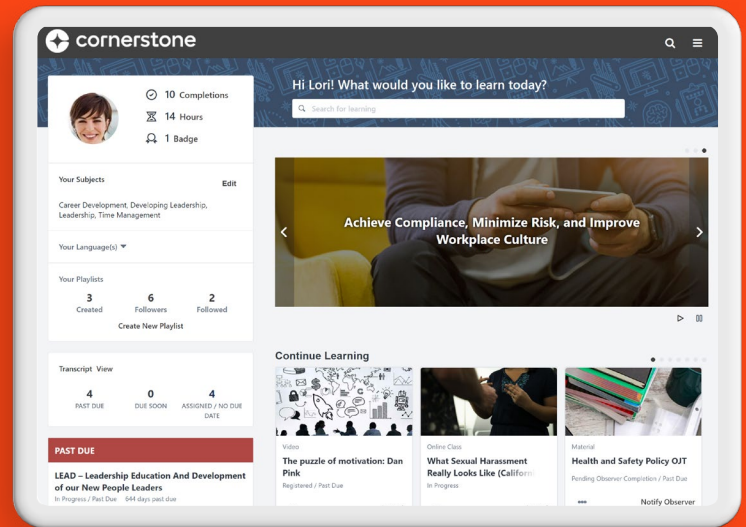 cornerstone
10 Completions
14 Hours
1 Badge
Hi Lori! What would you like to learn today?
Search for learning
Your Subjects
Edit
Career Development, Developing Leadership,
Leadership, Time Management
Your Language(s)
Your Playlists
3 6 2
Created Followers Followed
Create New Playlist
Achieve Compliance, Minimize Risk, and Improve
Workplace Culture
Transcript View
4 0 4
PAST DUE DUE SOON ASSIGNED / NO DUE
DATE
PAST DUE
LEAD – Leadership Education And Development
of our New People Leaders
In Progress / Past Due 644 days past due
Continue Learning
Video
The puzzle of motivation: Dan
Pink
Registered / Past Due
Online Class
What Sexual Harassment
Really Looks Like (Californ
In Progress
Material
Health and Safety Policy OJT
Pending Observer Completion / Past Due
Notify Observer